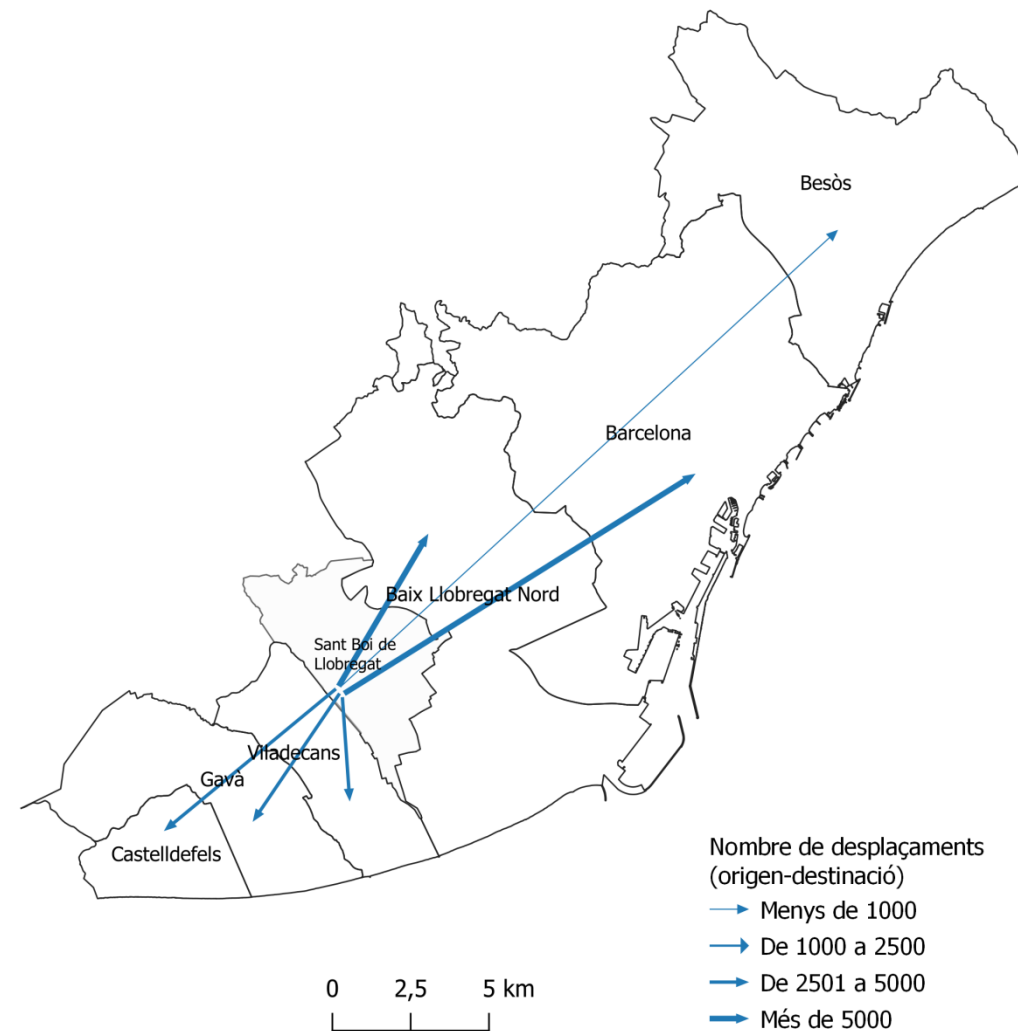 Besòs
Barcelona
Baix Llobregat Nord
Sant Boi de
Llobregat
Viladecans
Gavà
Castelldefels
Nombre de desplaçaments
(origen-destinació)
Menys de 1000
De 1000 a 2500
De 2501 a 5000
Més de 5000
0 2,5 5 km